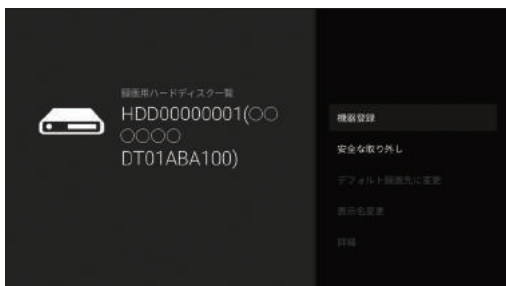 録画用ハードディスク一覧
HDD00000001(○○
○○○○
DT01ABA100)
機器登録
安全な取り外し
デフォルト録画先に変更
表示名変更
詳細